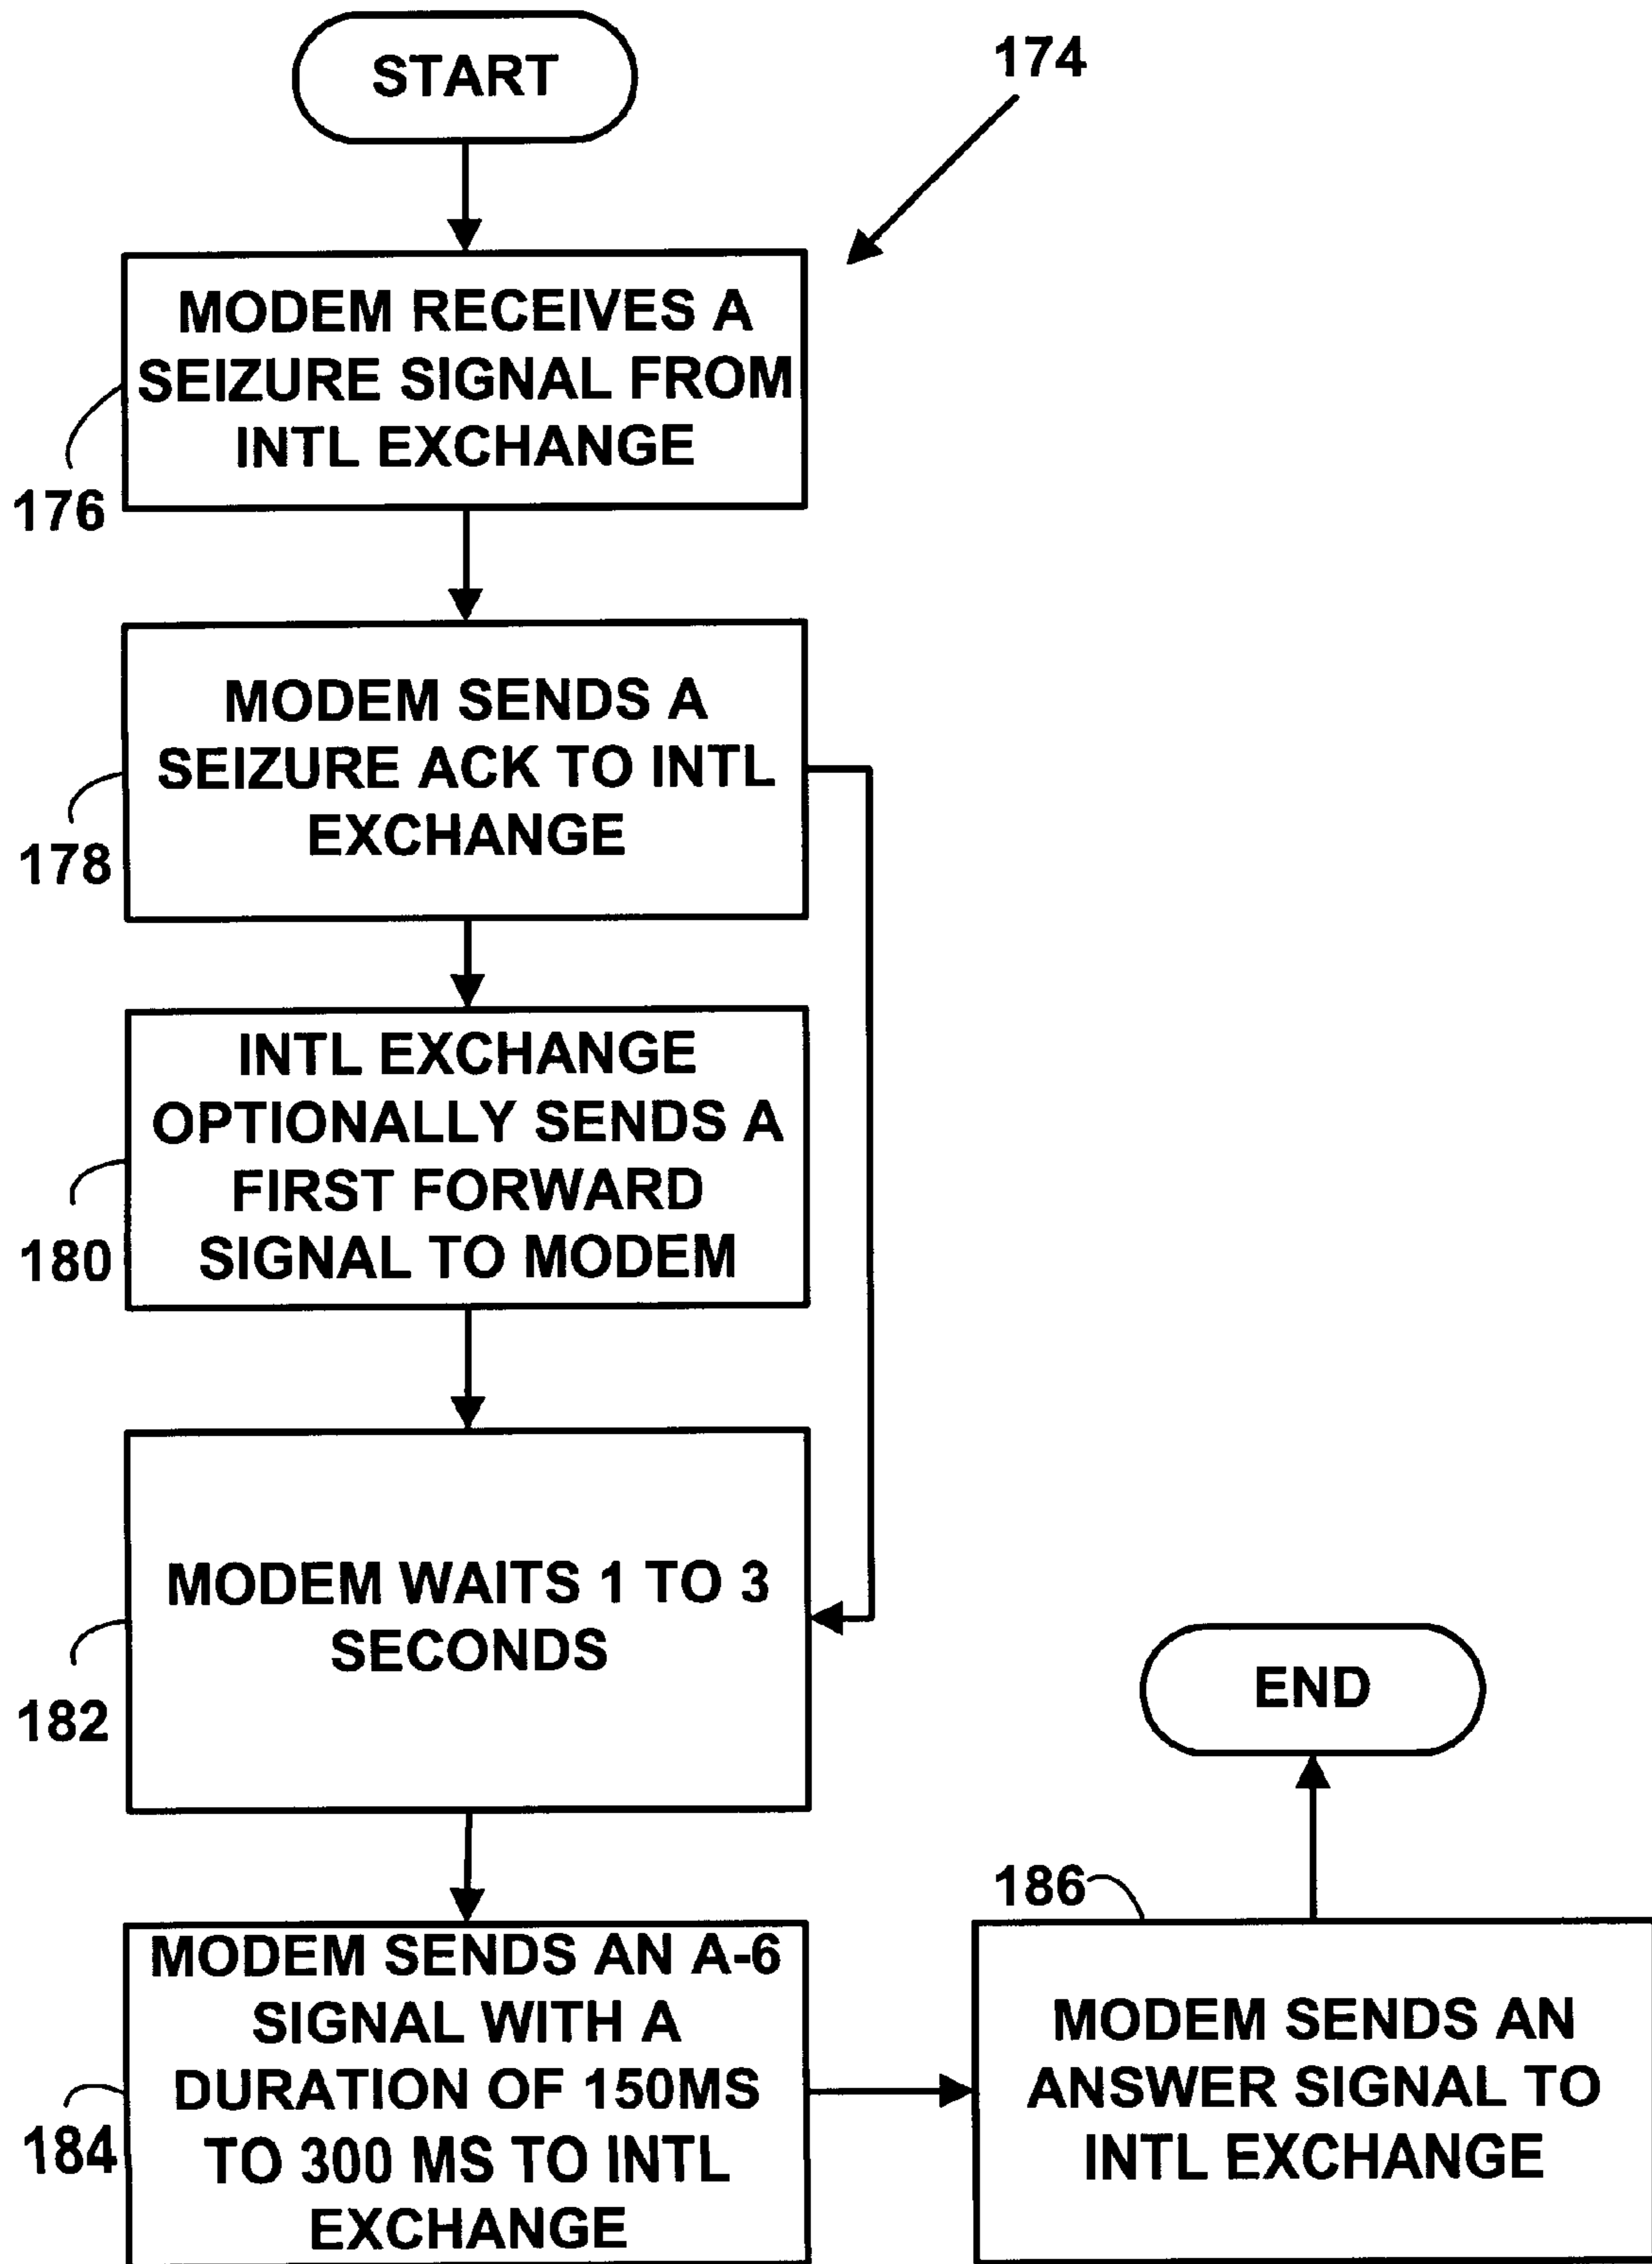 START
174
MODEM RECEIVES A
SEIZURE SIGNAL FROM
INTL EXCHANGE
176
MODEM SENDS A
SEIZURE ACK TO INTL
EXCHANGE
178
INTL EXCHANGE
OPTIONALLY SENDS A
FIRST FORWARD
SIGNAL TO MODEM
180
MODEM WAITS 1 TO 3
SECONDS
182
MODEM SENDS AN A-6
SIGNAL WITH A
DURATION OF 150MS
TO 300 MS TO INTL
EXCHANGE
184
186
MODEM SENDS AN
ANSWER SIGNAL TO
INTL EXCHANGE
END